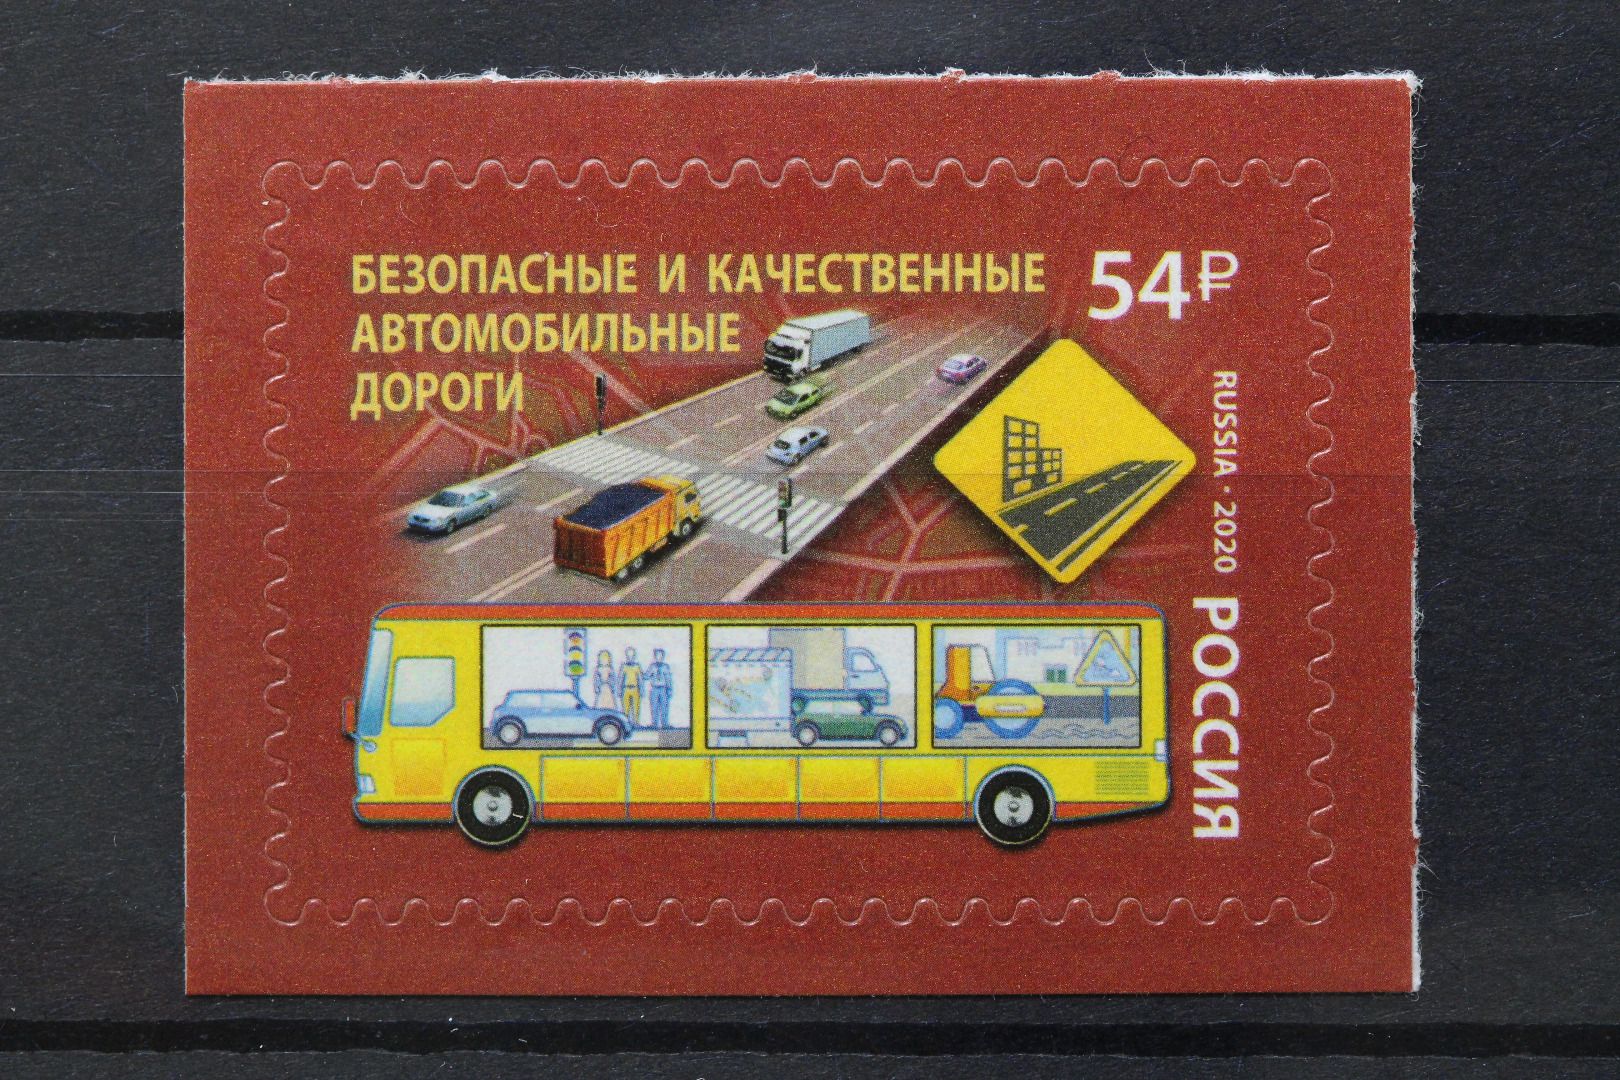 БЕЗОПАСНЫЕ И КАЧЕСТВЕННЫЕ
АВТОМОБИЛЬНЫЕ
ДОРОГИ
54₽
RUSSIA · 2020 РОССИЯ